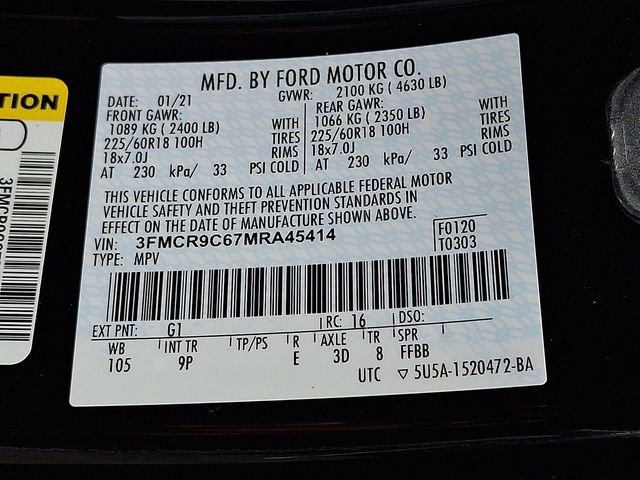 MFD. BY FORD MOTOR CO.
DATE: 01/21
GVWR: 2100 KG ( 4630 LB)
FRONT GAWR:
1089 KG ( 2400 LB) WITH
225/60R18 100H TIRES
18x7.0J RIMS
AT 230 kPa/ 33 PSI COLD
REAR GAWR:
1066 KG ( 2350 LB) WITH
225/60R18 100H TIRES
18x7.0J RIMS
AT 230 kPa/ 33 PSI COLD
THIS VEHICLE CONFORMS TO ALL APPLICABLE FEDERAL MOTOR
VEHICLE SAFETY AND THEFT PREVENTION STANDARDS IN
EFFECT ON THE DATE OF MANUFACTURE SHOWN ABOVE.
VIN: 3FMCR9C67MRA45414
F0120
T0303
TYPE: MPV
EXT PNT: G1 RC: 16 DSO:
WB INT TR TP/PS R AXLE TR SPR
105 9P E 3D 8 FFBB
UTC ▽ 5U5A-1520472-BA
TION